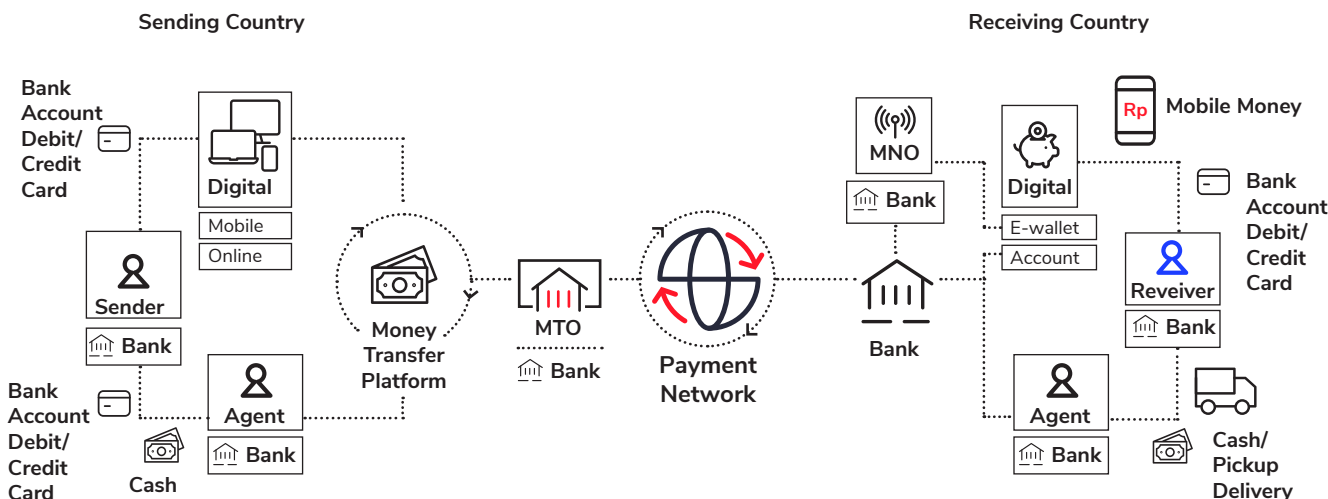 Sending Country
Receiving Country
Bank
Account
Debit/
Credit
Card
Digital
Mobile
Online
Sender
Bank
Bank
Account
Debit/
Credit
Card
Cash
Agent
Bank
Money
Transfer
Platform
MTO
Bank
Payment
Network
MNO
Bank
Bank
Digital
E-wallet
Account
Rp
Mobile Money
Bank
Account
Debit/
Credit
Card
Reveiver
Bank
Agent
Bank
Cash/
Pickup
Delivery